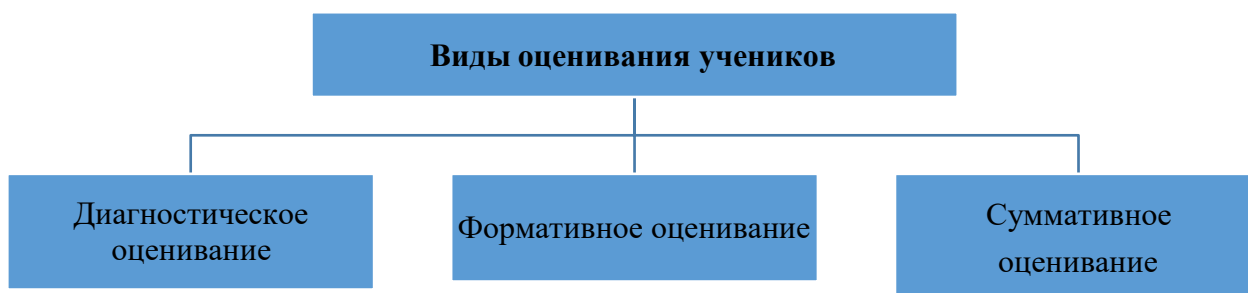 Виды оценивания учеников
Диагностическое
оценивание
Формативное оценивание
Суммативное
оценивание